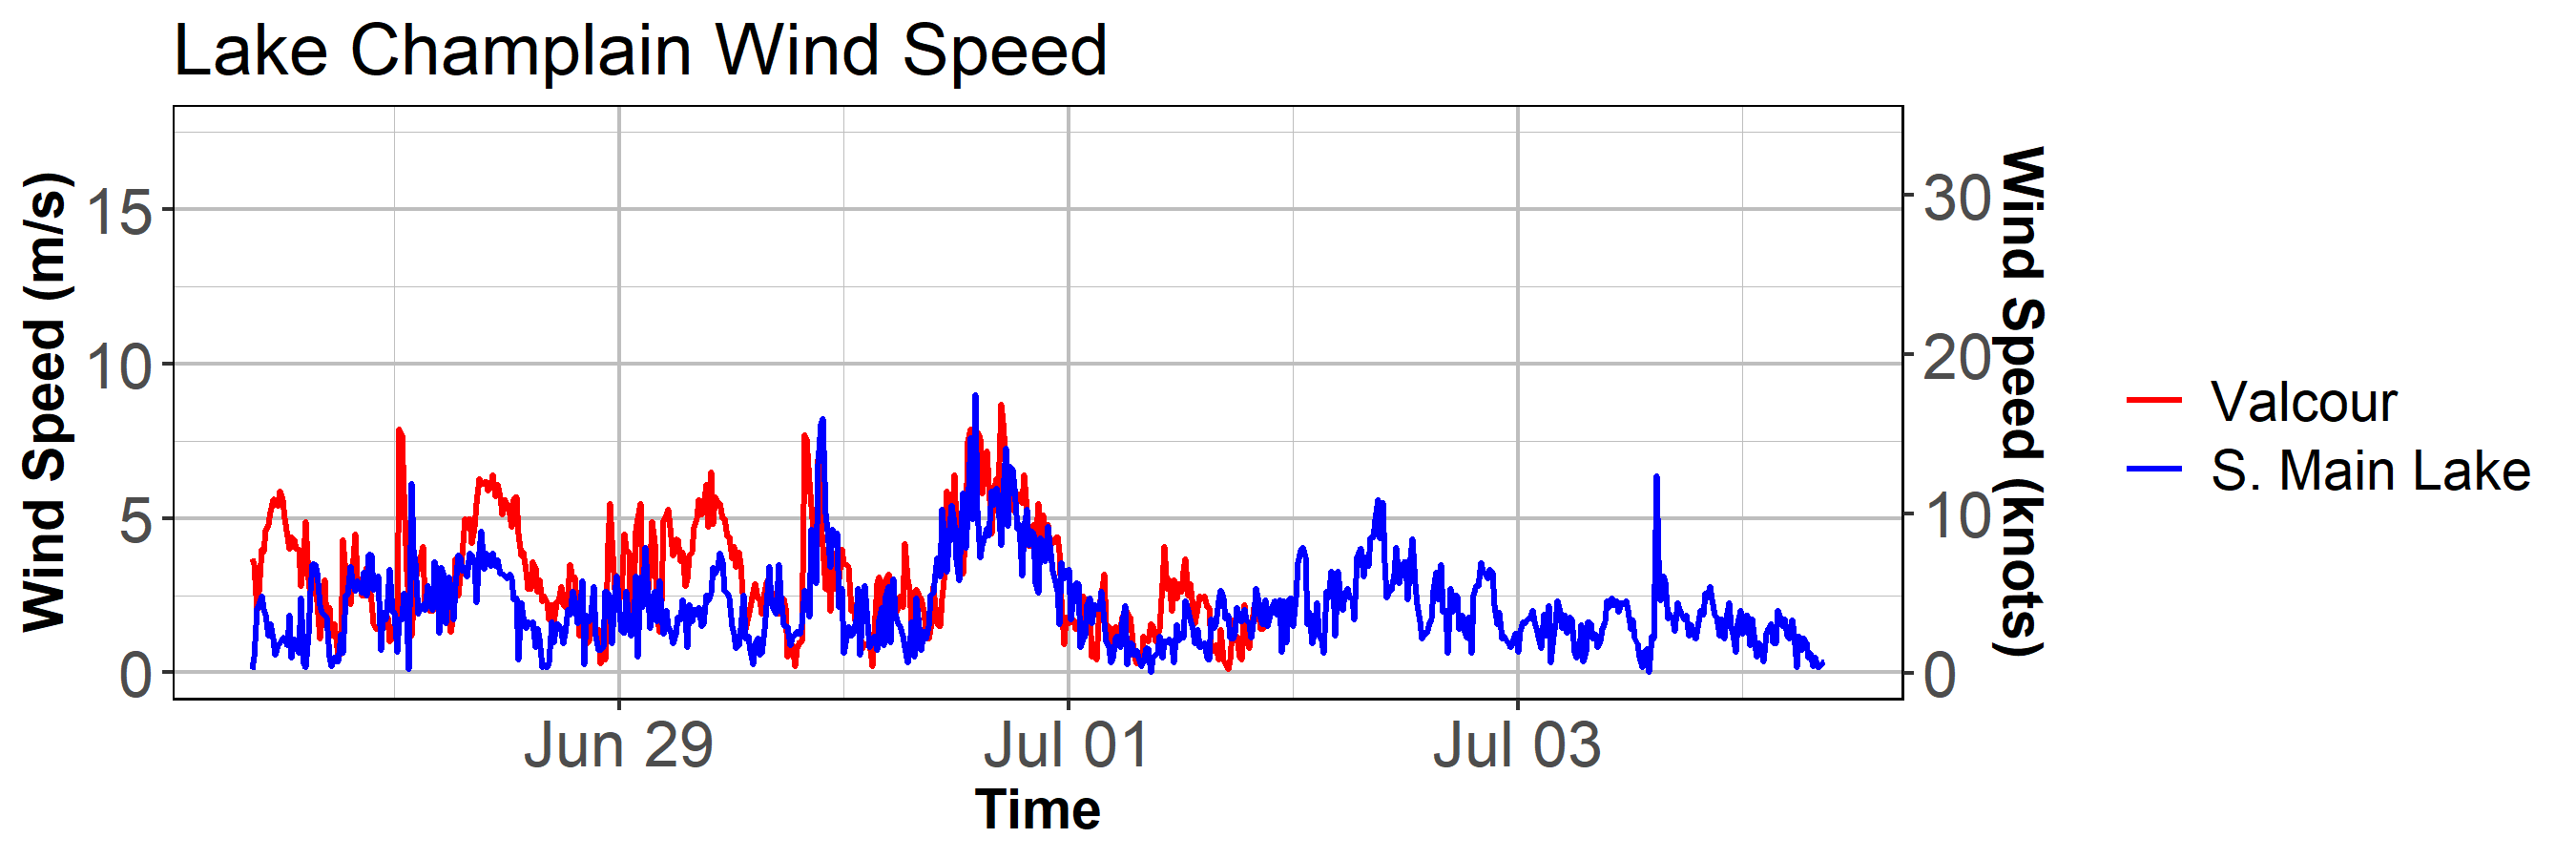 Lake Champlain Wind Speed
Wind Speed (m/s)
15
10
5
0
30
20
10
0
Wind Speed (knots)
Jun 29
Jul 01
Jul 03
Time
Valcour
S. Main Lake